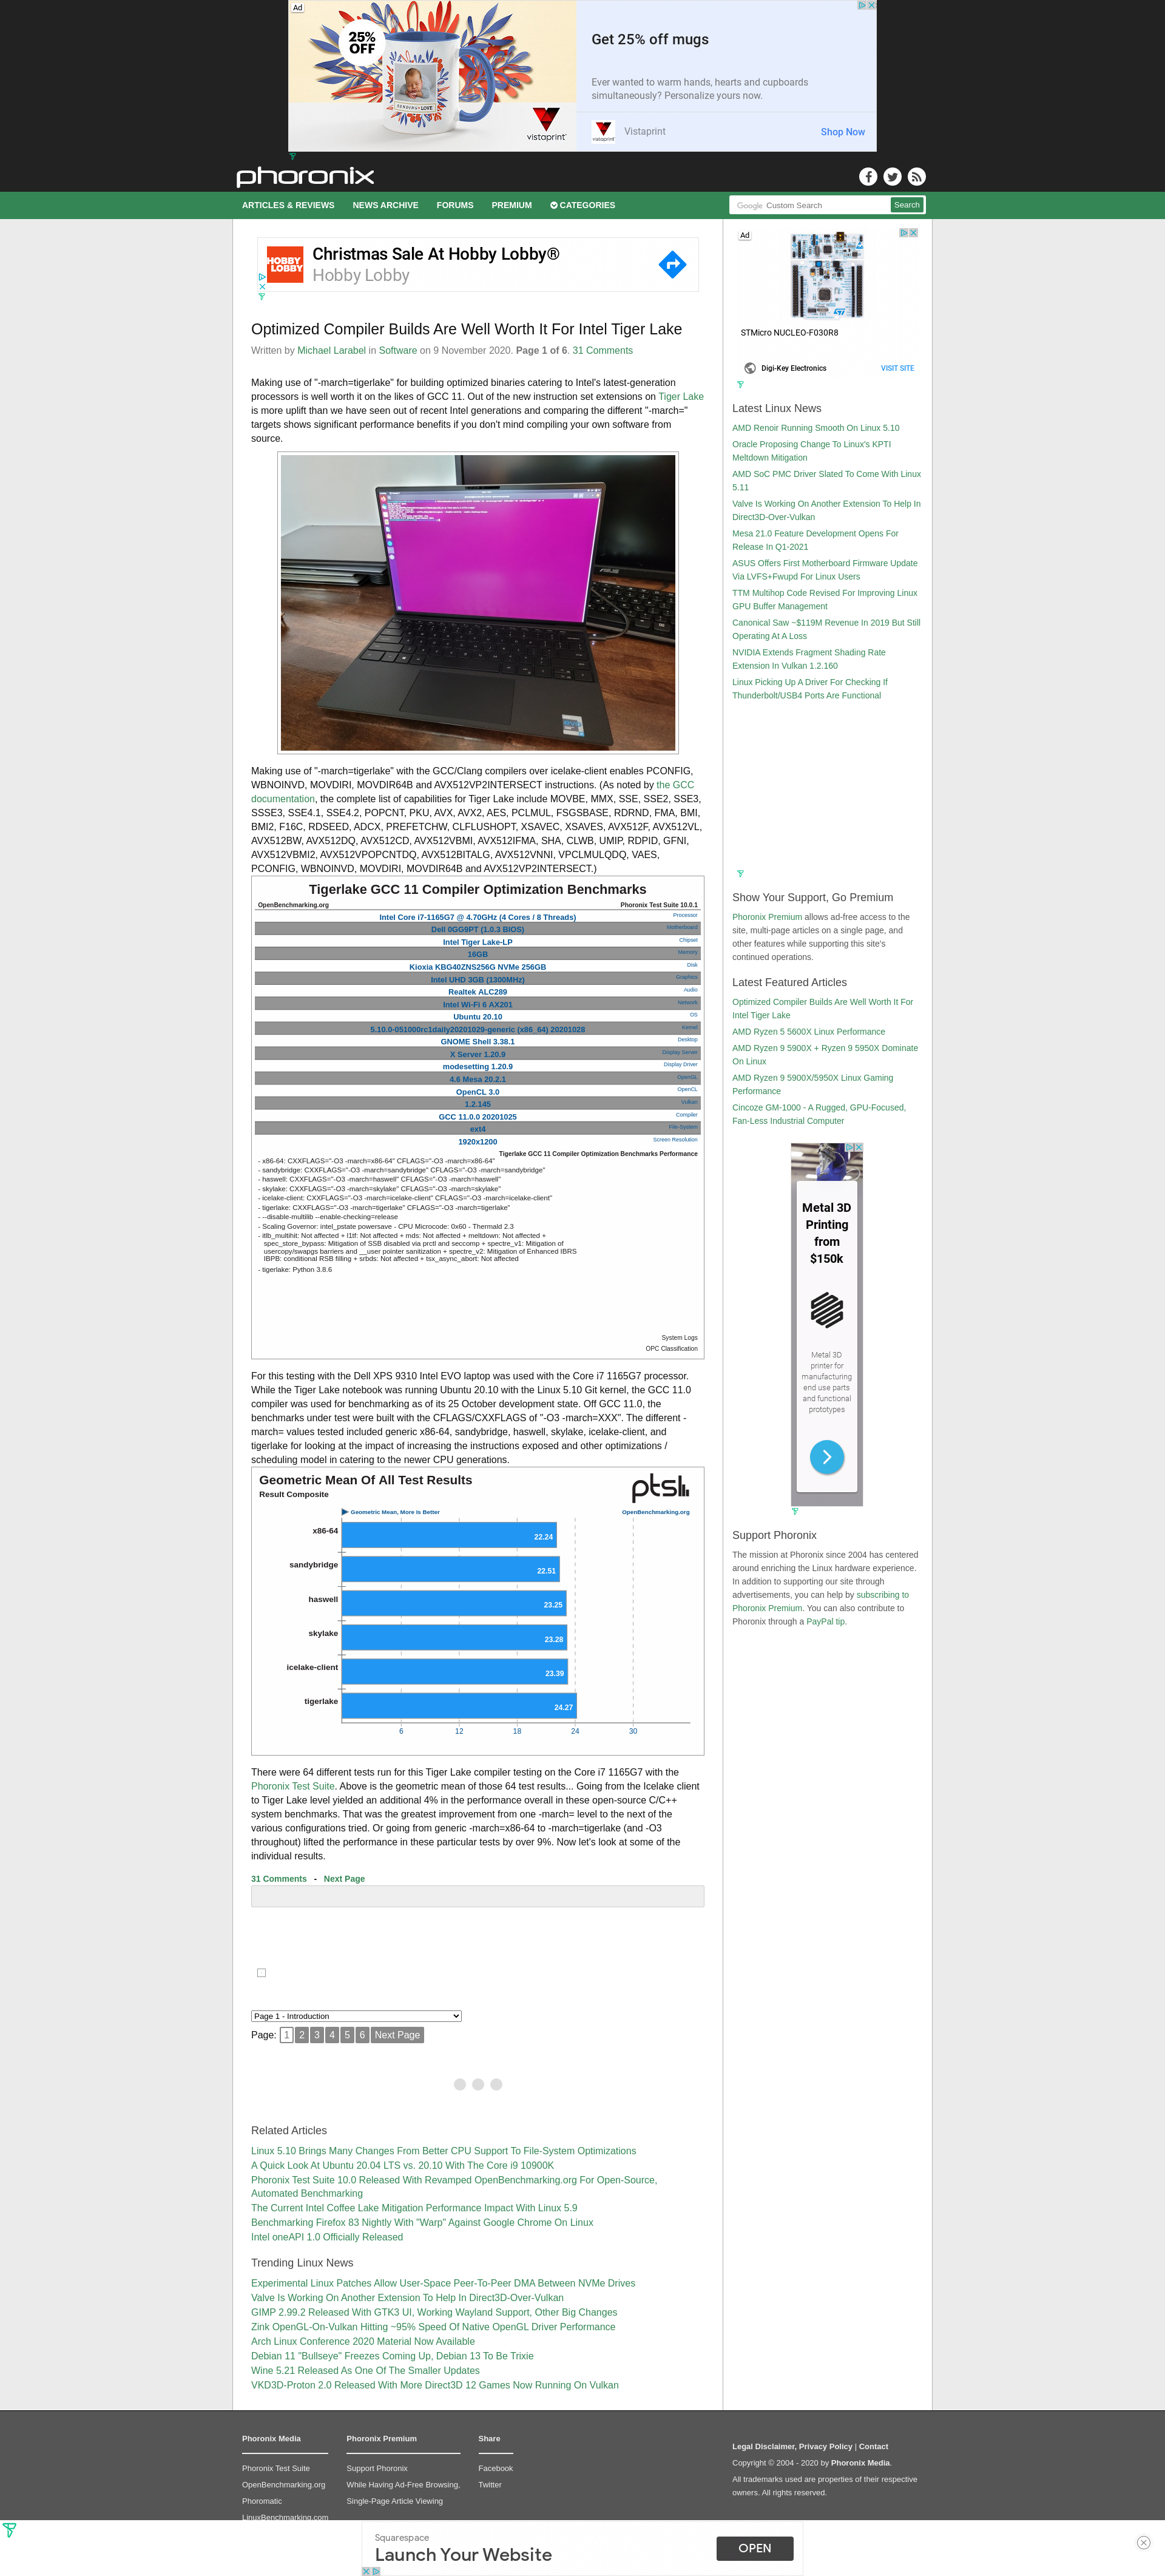 Ad
25%
OFF
SENDING LOVE
vistaprint
Get 25% off mugs
Ever wanted to warm hands, hearts and cupboards
simultaneously? Personalize yours now.
vistaprint
Vistaprint
Shop Now
phoronix
ARTICLES & REVIEWS
NEWS ARCHIVE
FORUMS
PREMIUM
CATEGORIES
Google Custom Search
Search
HOBBY
LOBBY
Christmas Sale At Hobby Lobby®
Hobby Lobby
Optimized Compiler Builds Are Well Worth It For Intel Tiger Lake
Written by Michael Larabel in Software on 9 November 2020. Page 1 of 6. 31 Comments
Making use of "-march=tigerlake" for building optimized binaries catering to Intel's latest-generation
processors is well worth it on the likes of GCC 11. Out of the new instruction set extensions on Tiger Lake
is more uplift than we have seen out of recent Intel generations and comparing the different "-march="
targets shows significant performance benefits if you don't mind compiling your own software from
source.
Making use of "-march=tigerlake" with the GCC/Clang compilers over icelake-client enables PCONFIG,
WBNOINVD, MOVDIRI, MOVDIR64B and AVX512VP2INTERSECT instructions. (As noted by the GCC
documentation, the complete list of capabilities for Tiger Lake include MOVBE, MMX, SSE, SSE2, SSE3,
SSSE3, SSE4.1, SSE4.2, POPCNT, PKU, AVX, AVX2, AES, PCLMUL, FSGSBASE, RDRND, FMA, BMI,
BMI2, F16C, RDSEED, ADCX, PREFETCHW, CLFLUSHOPT, XSAVEC, XSAVES, AVX512F, AVX512VL,
AVX512BW, AVX512DQ, AVX512CD, AVX512VBMI, AVX512IFMA, SHA, CLWB, UMIP, RDPID, GFNI,
AVX512VBMI2, AVX512VPOPCNTDQ, AVX512BITALG, AVX512VNNI, VPCLMULQDQ, VAES,
PCONFIG, WBNOINVD, MOVDIRI, MOVDIR64B and AVX512VP2INTERSECT.)
Tigerlake GCC 11 Compiler Optimization Benchmarks
OpenBenchmarking.org
Phoronix Test Suite 10.0.1
Intel Core i7-1165G7 @ 4.70GHz (4 Cores / 8 Threads)
Processor
Dell 0GG9PT (1.0.3 BIOS)
Motherboard
Intel Tiger Lake-LP
Chipset
16GB
Memory
Kioxia KBG40ZNS256G NVMe 256GB
Disk
Intel UHD 3GB (1300MHz)
Graphics
Realtek ALC289
Audio
Intel Wi-Fi 6 AX201
Network
Ubuntu 20.10
OS
5.10.0-051000rc1daily20201029-generic (x86_64) 20201028
Kernel
GNOME Shell 3.38.1
Desktop
X Server 1.20.9
Display Server
modesetting 1.20.9
Display Driver
4.6 Mesa 20.2.1
OpenGL
OpenCL 3.0
OpenCL
1.2.145
Vulkan
GCC 11.0.0 20201025
Compiler
ext4
File-System
1920x1200
Screen Resolution
Tigerlake GCC 11 Compiler Optimization Benchmarks Performance
- x86-64: CXXFLAGS="-O3 -march=x86-64" CFLAGS="-O3 -march=x86-64"
- sandybridge: CXXFLAGS="-O3 -march=sandybridge" CFLAGS="-O3 -march=sandybridge"
- haswell: CXXFLAGS="-O3 -march=haswell" CFLAGS="-O3 -march=haswell"
- skylake: CXXFLAGS="-O3 -march=skylake" CFLAGS="-O3 -march=skylake"
- icelake-client: CXXFLAGS="-O3 -march=icelake-client" CFLAGS="-O3 -march=icelake-client"
- tigerlake: CXXFLAGS="-O3 -march=tigerlake" CFLAGS="-O3 -march=tigerlake"
- --disable-multilib --enable-checking=release
- Scaling Governor: intel_pstate powersave - CPU Microcode: 0x60 - Thermald 2.3
- itlb_multihit: Not affected + l1tf: Not affected + mds: Not affected + meltdown: Not affected +
spec_store_bypass: Mitigation of SSB disabled via prctl and seccomp + spectre_v1: Mitigation of
usercopy/swapgs barriers and __user pointer sanitization + spectre_v2: Mitigation of Enhanced IBRS
IBPB: conditional RSB filling + srbds: Not affected + tsx_async_abort: Not affected
- tigerlake: Python 3.8.6
System Logs
OPC Classification
For this testing with the Dell XPS 9310 Intel EVO laptop was used with the Core i7 1165G7 processor.
While the Tiger Lake notebook was running Ubuntu 20.10 with the Linux 5.10 Git kernel, the GCC 11.0
compiler was used for benchmarking as of its 25 October development state. Off GCC 11.0, the
benchmarks under test were built with the CFLAGS/CXXFLAGS of "-O3 -march=XXX". The different -
march= values tested included generic x86-64, sandybridge, haswell, skylake, icelake-client, and
tigerlake for looking at the impact of increasing the instructions exposed and other optimizations /
scheduling model in catering to the newer CPU generations.
Geometric Mean Of All Test Results
Result Composite
ptsl
Geometric Mean, More Is Better
OpenBenchmarking.org
x86-64
22.24
sandybridge
22.51
haswell
23.25
skylake
23.28
icelake-client
23.39
tigerlake
24.27
6
12
18
24
30
There were 64 different tests run for this Tiger Lake compiler testing on the Core i7 1165G7 with the
Phoronix Test Suite. Above is the geometric mean of those 64 test results... Going from the Icelake client
to Tiger Lake level yielded an additional 4% in the performance overall in these open-source C/C++
system benchmarks. That was the greatest improvement from one -march= level to the next of the
various configurations tried. Or going from generic -march=x86-64 to -march=tigerlake (and -O3
throughout) lifted the performance in these particular tests by over 9%. Now let's look at some of the
individual results.
31 Comments - Next Page
Page 1 - Introduction
Page: 1 2 3 4 5 6 Next Page
Related Articles
Linux 5.10 Brings Many Changes From Better CPU Support To File-System Optimizations
A Quick Look At Ubuntu 20.04 LTS vs. 20.10 With The Core i9 10900K
Phoronix Test Suite 10.0 Released With Revamped OpenBenchmarking.org For Open-Source,
Automated Benchmarking
The Current Intel Coffee Lake Mitigation Performance Impact With Linux 5.9
Benchmarking Firefox 83 Nightly With "Warp" Against Google Chrome On Linux
Intel oneAPI 1.0 Officially Released
Trending Linux News
Experimental Linux Patches Allow User-Space Peer-To-Peer DMA Between NVMe Drives
Valve Is Working On Another Extension To Help In Direct3D-Over-Vulkan
GIMP 2.99.2 Released With GTK3 UI, Working Wayland Support, Other Big Changes
Zink OpenGL-On-Vulkan Hitting ~95% Speed Of Native OpenGL Driver Performance
Arch Linux Conference 2020 Material Now Available
Debian 11 "Bullseye" Freezes Coming Up, Debian 13 To Be Trixie
Wine 5.21 Released As One Of The Smaller Updates
VKD3D-Proton 2.0 Released With More Direct3D 12 Games Now Running On Vulkan
Ad
STMicro NUCLEO-F030R8
Digi-Key Electronics
VISIT SITE
Latest Linux News
AMD Renoir Running Smooth On Linux 5.10
Oracle Proposing Change To Linux's KPTI
Meltdown Mitigation
AMD SoC PMC Driver Slated To Come With Linux
5.11
Valve Is Working On Another Extension To Help In
Direct3D-Over-Vulkan
Mesa 21.0 Feature Development Opens For
Release In Q1-2021
ASUS Offers First Motherboard Firmware Update
Via LVFS+Fwupd For Linux Users
TTM Multihop Code Revised For Improving Linux
GPU Buffer Management
Canonical Saw ~$119M Revenue In 2019 But Still
Operating At A Loss
NVIDIA Extends Fragment Shading Rate
Extension In Vulkan 1.2.160
Linux Picking Up A Driver For Checking If
Thunderbolt/USB4 Ports Are Functional
Show Your Support, Go Premium
Phoronix Premium allows ad-free access to the
site, multi-page articles on a single page, and
other features while supporting this site's
continued operations.
Latest Featured Articles
Optimized Compiler Builds Are Well Worth It For
Intel Tiger Lake
AMD Ryzen 5 5600X Linux Performance
AMD Ryzen 9 5900X + Ryzen 9 5950X Dominate
On Linux
AMD Ryzen 9 5900X/5950X Linux Gaming
Performance
Cincoze GM-1000 - A Rugged, GPU-Focused,
Fan-Less Industrial Computer
Metal 3D
Printing
from
$150k
Metal 3D
printer for
manufacturing
end use parts
and functional
prototypes
Support Phoronix
The mission at Phoronix since 2004 has centered
around enriching the Linux hardware experience.
In addition to supporting our site through
advertisements, you can help by subscribing to
Phoronix Premium. You can also contribute to
Phoronix through a PayPal tip.
Phoronix Media
Phoronix Test Suite
OpenBenchmarking.org
Phoromatic
LinuxBenchmarking.com
Phoronix Premium
Support Phoronix
While Having Ad-Free Browsing,
Single-Page Article Viewing
Share
Facebook
Twitter
Legal Disclaimer, Privacy Policy | Contact
Copyright © 2004 - 2020 by Phoronix Media.
All trademarks used are properties of their respective
owners. All rights reserved.
Squarespace
Launch Your Website
OPEN